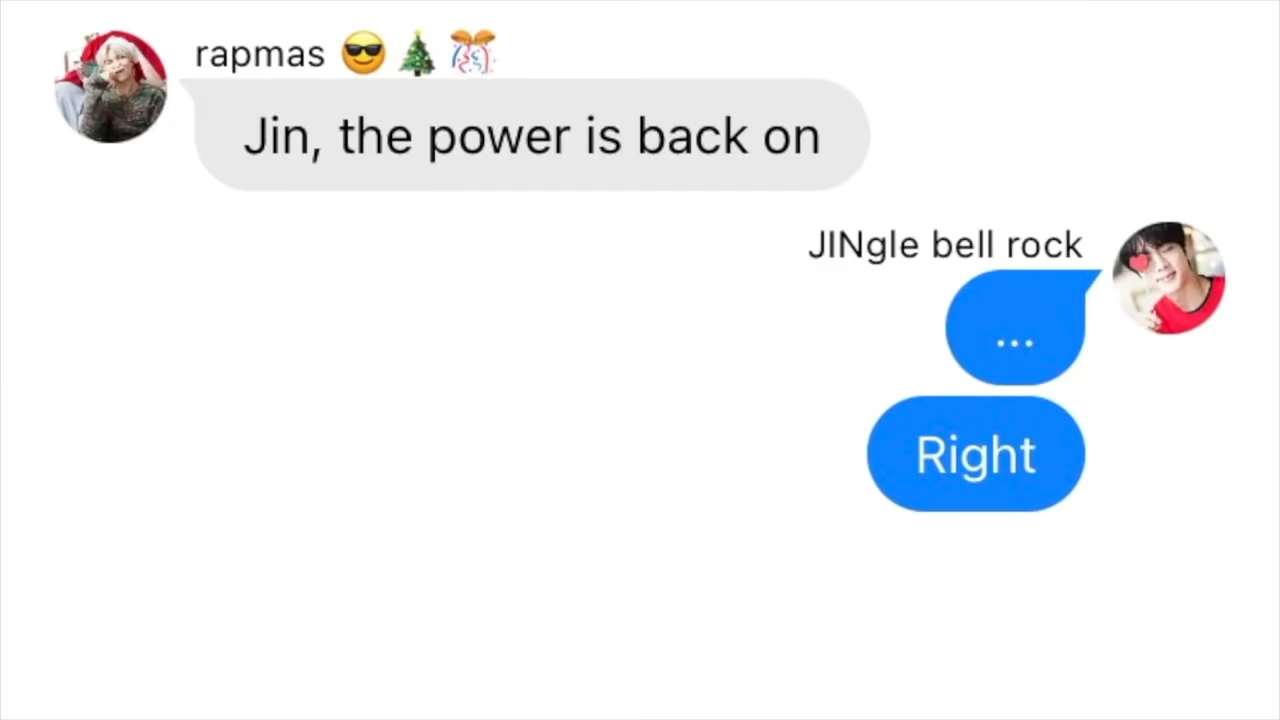 rapmas 😎🎄🎊
Jin, the power is back on
JINgle bell rock
...
Right